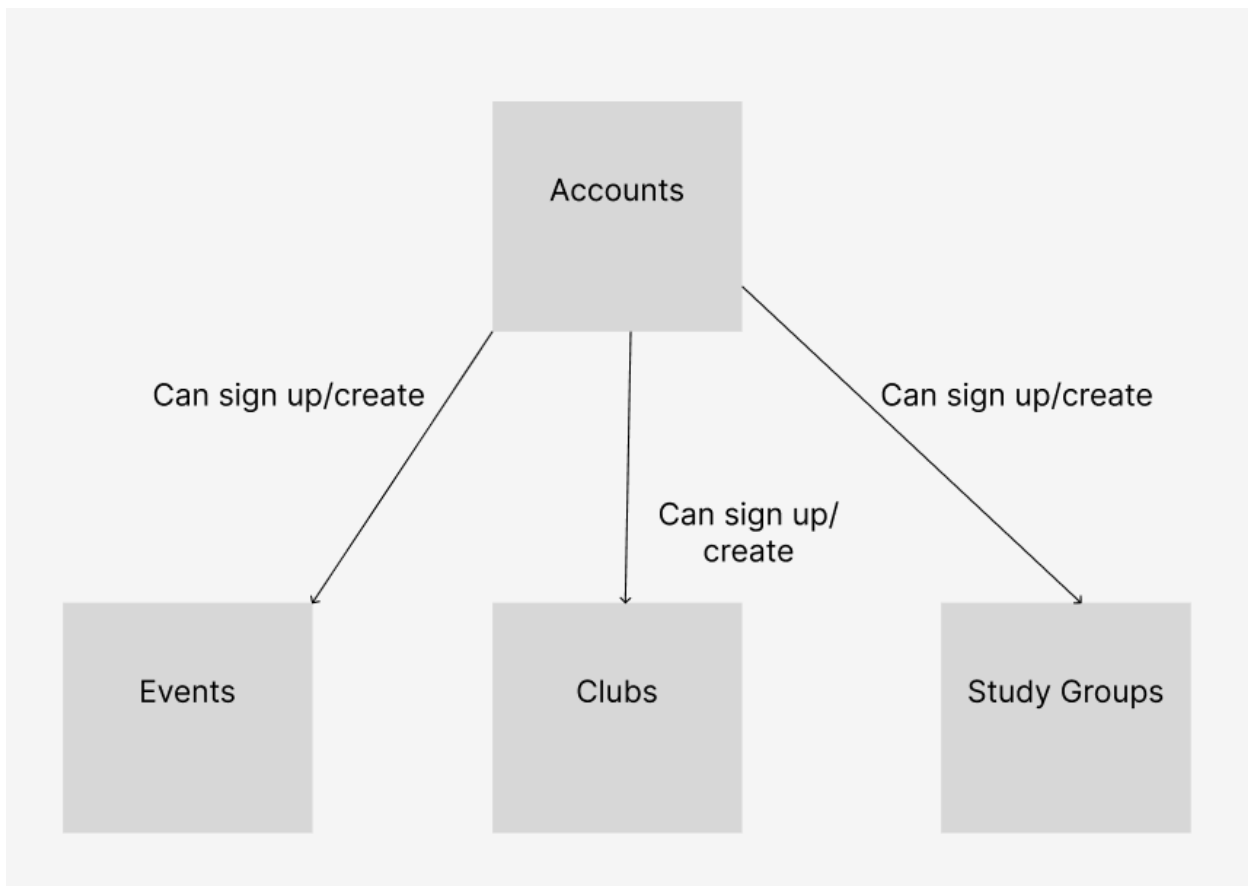 Accounts
Can sign up/create
Can sign up/create
Can sign up/
create
Events
Clubs
Study Groups